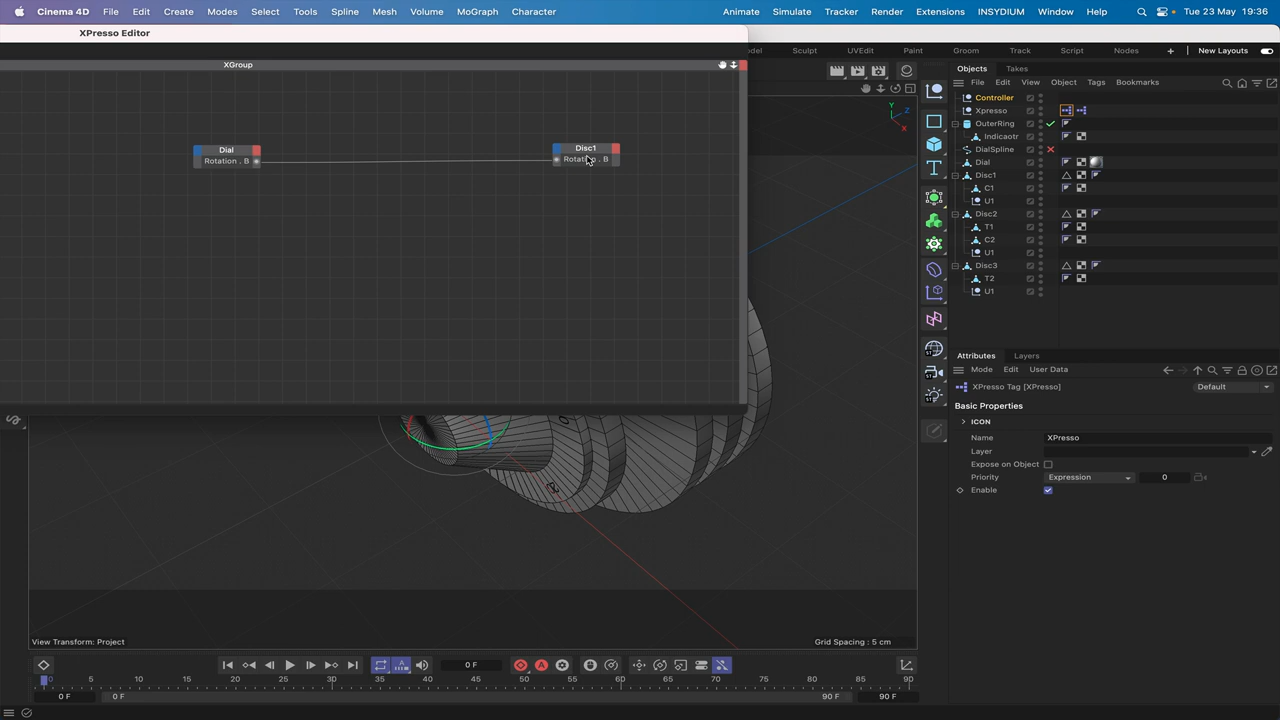 Cinema 4D File Edit Create Modes Select Tools Spline Mesh Volume MoGraph Character Animate Simulate Tracker Render Extensions INSYDIUM Window Help Tue 23 May 19:36
XPresso Editor
odel Sculpt UVEdit Paint Groom Track Script Nodes + New Layouts
XGroup
Objects Takes
File Edit View Object Tags Bookmarks
Controller
Xpresso
OuterRing
Indicaotr
DialSpline
Dial
Disc1
C1
U1
Disc2
T1
C2
U1
Disc3
T2
U1
Dial
Rotation . B
Disc1
Rotation . B
Y
Z
X
ST
ST
ST
Attributes Layers
Mode Edit User Data
XPresso Tag [XPresso] Default
Basic Properties
ICON
Name XPresso
Layer
Expose on Object
Priority Expression 0
Enable
View Transform: Project Grid Spacing : 5 cm
0 F
0 5 10 15 20 25 30 35 40 45 50 55 60 65 70 75 80 85 90
0 F 0 F 90 F 90 F